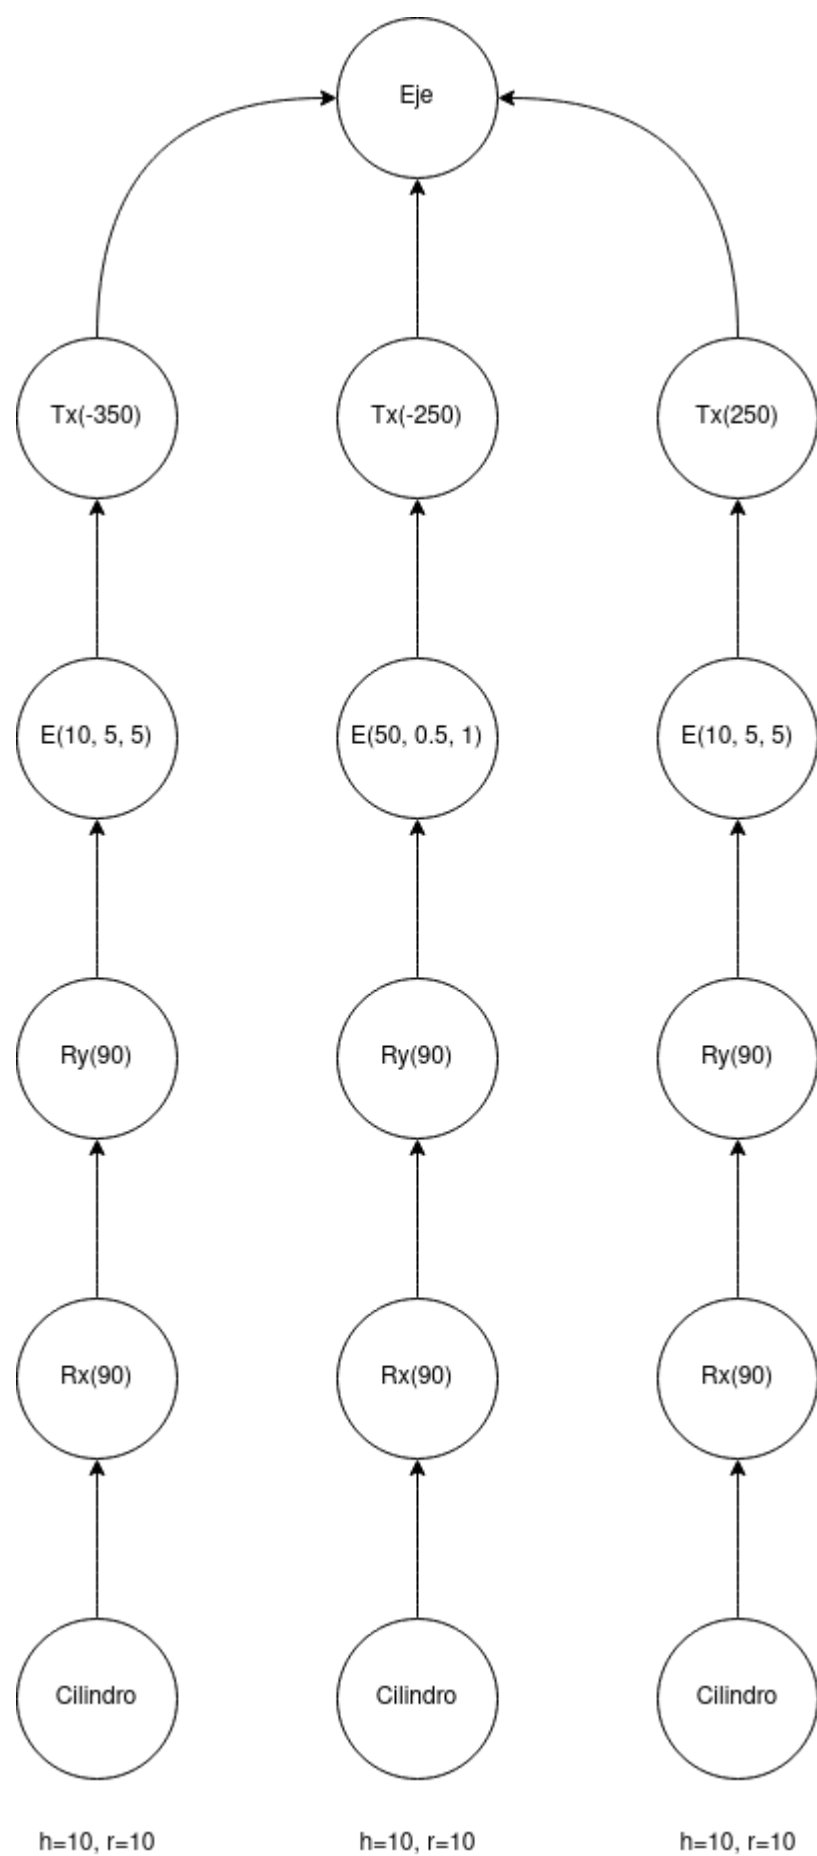 Eje
Tx(-350)
Tx(-250)
Tx(250)
E(10, 5, 5)
E(50, 0.5, 1)
E(10, 5, 5)
Ry(90)
Ry(90)
Ry(90)
Rx(90)
Rx(90)
Rx(90)
Cilindro
Cilindro
Cilindro
h=10, r=10
h=10, r=10
h=10, r=10